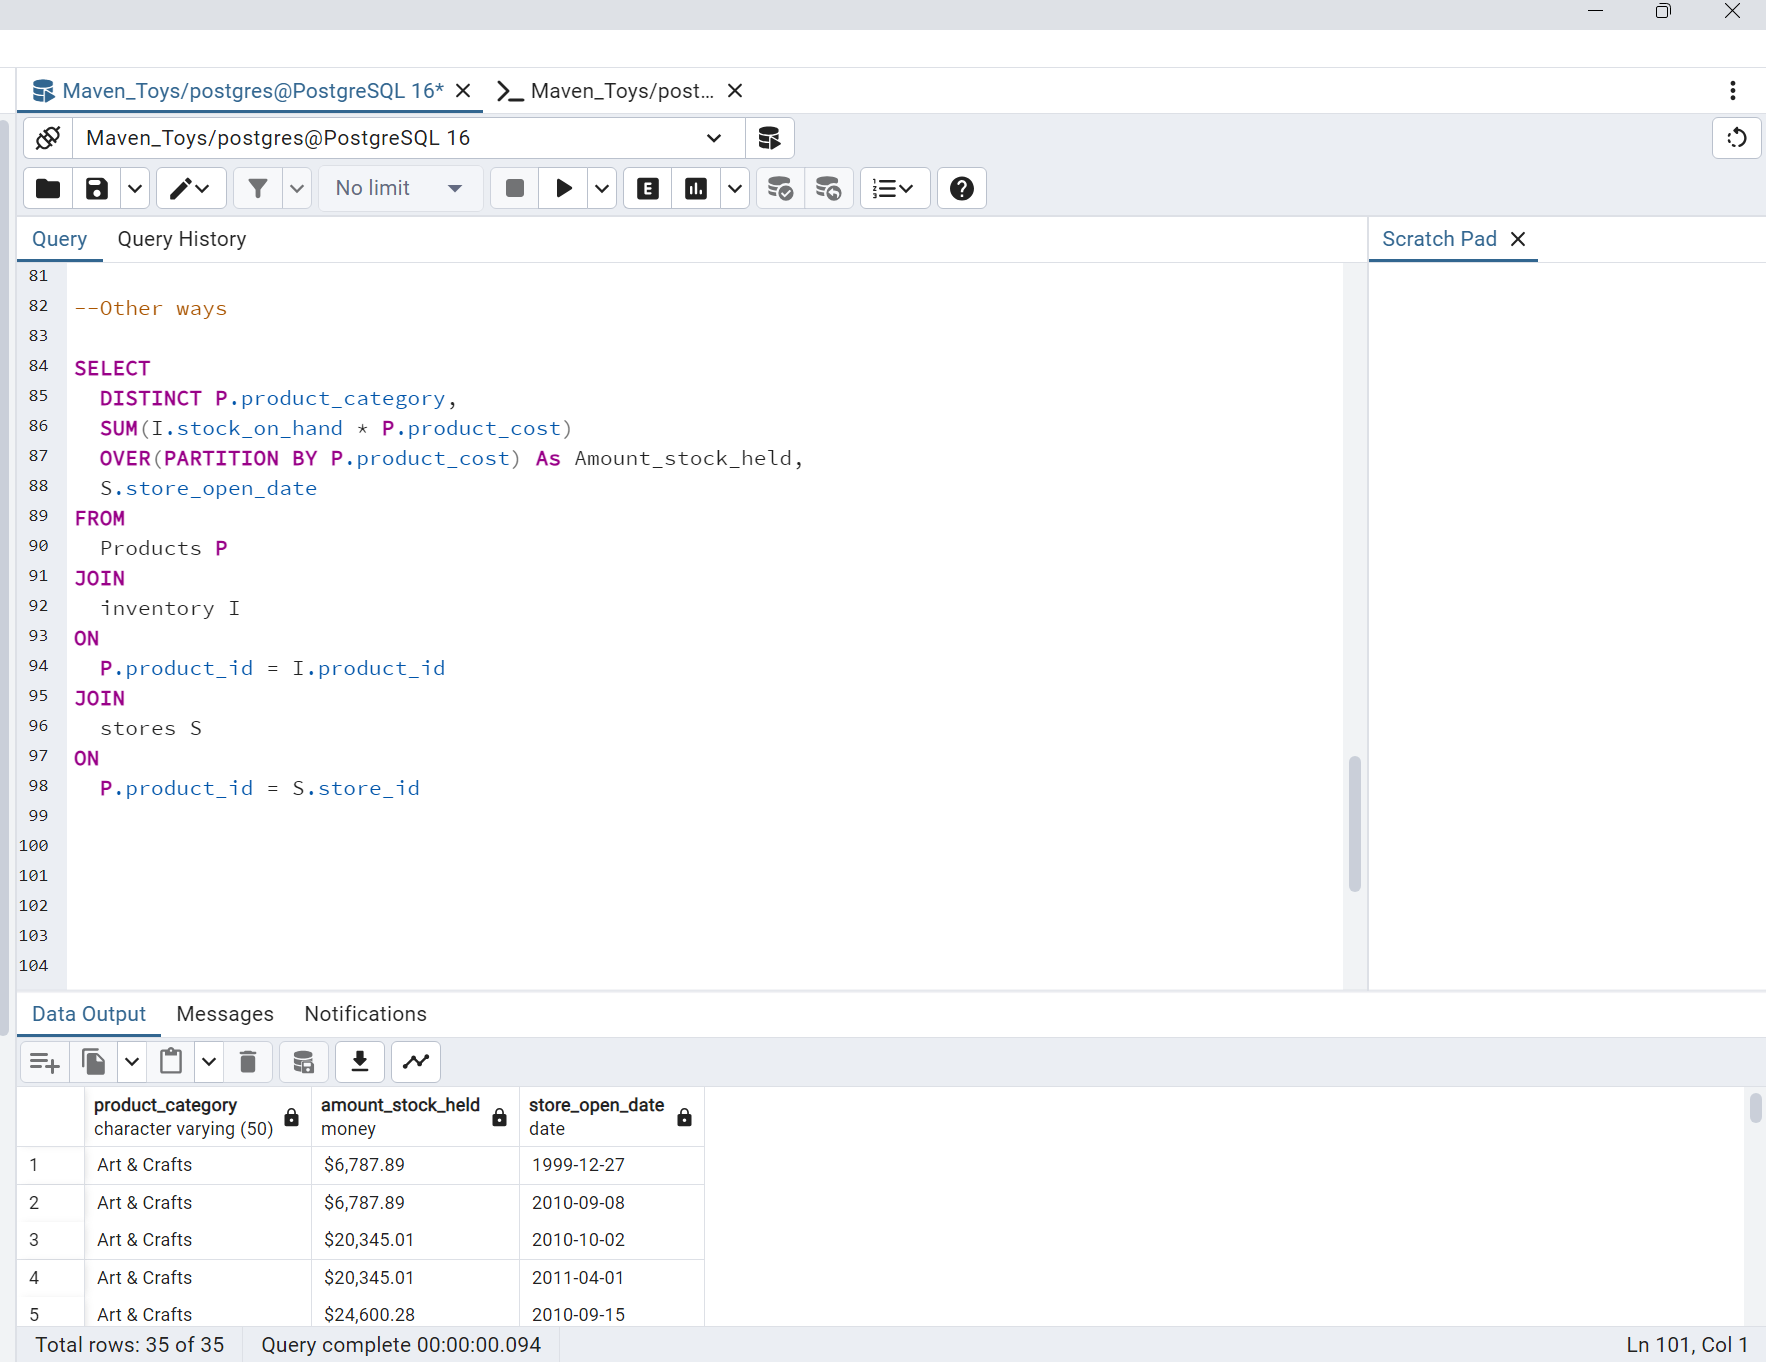 Maven_Toys/postgres@PostgreSQL 16*
Maven_Toys/post...
Maven_Toys/postgres@PostgreSQL 16
No limit
E
Query
Query History
Scratch Pad
81
82 --Other ways
83
84 SELECT
85 DISTINCT P.product_category,
86 SUM(I.stock_on_hand * P.product_cost)
87 OVER(PARTITION BY P.product_cost) As Amount_stock_held,
88 S.store_open_date
89 FROM
90 Products P
91 JOIN
92 inventory I
93 ON
94 P.product_id = I.product_id
95 JOIN
96 stores S
97 ON
98 P.product_id = S.store_id
99
100
101
102
103
104
Data Output Messages Notifications
product_category amount_stock_held store_open_date
character varying (50) money date
1 Art & Crafts $6,787.89 1999-12-27
2 Art & Crafts $6,787.89 2010-09-08
3 Art & Crafts $20,345.01 2010-10-02
4 Art & Crafts $20,345.01 2011-04-01
5 Art & Crafts $24,600.28 2010-09-15
Total rows: 35 of 35 Query complete 00:00:00.094 Ln 101, Col 1